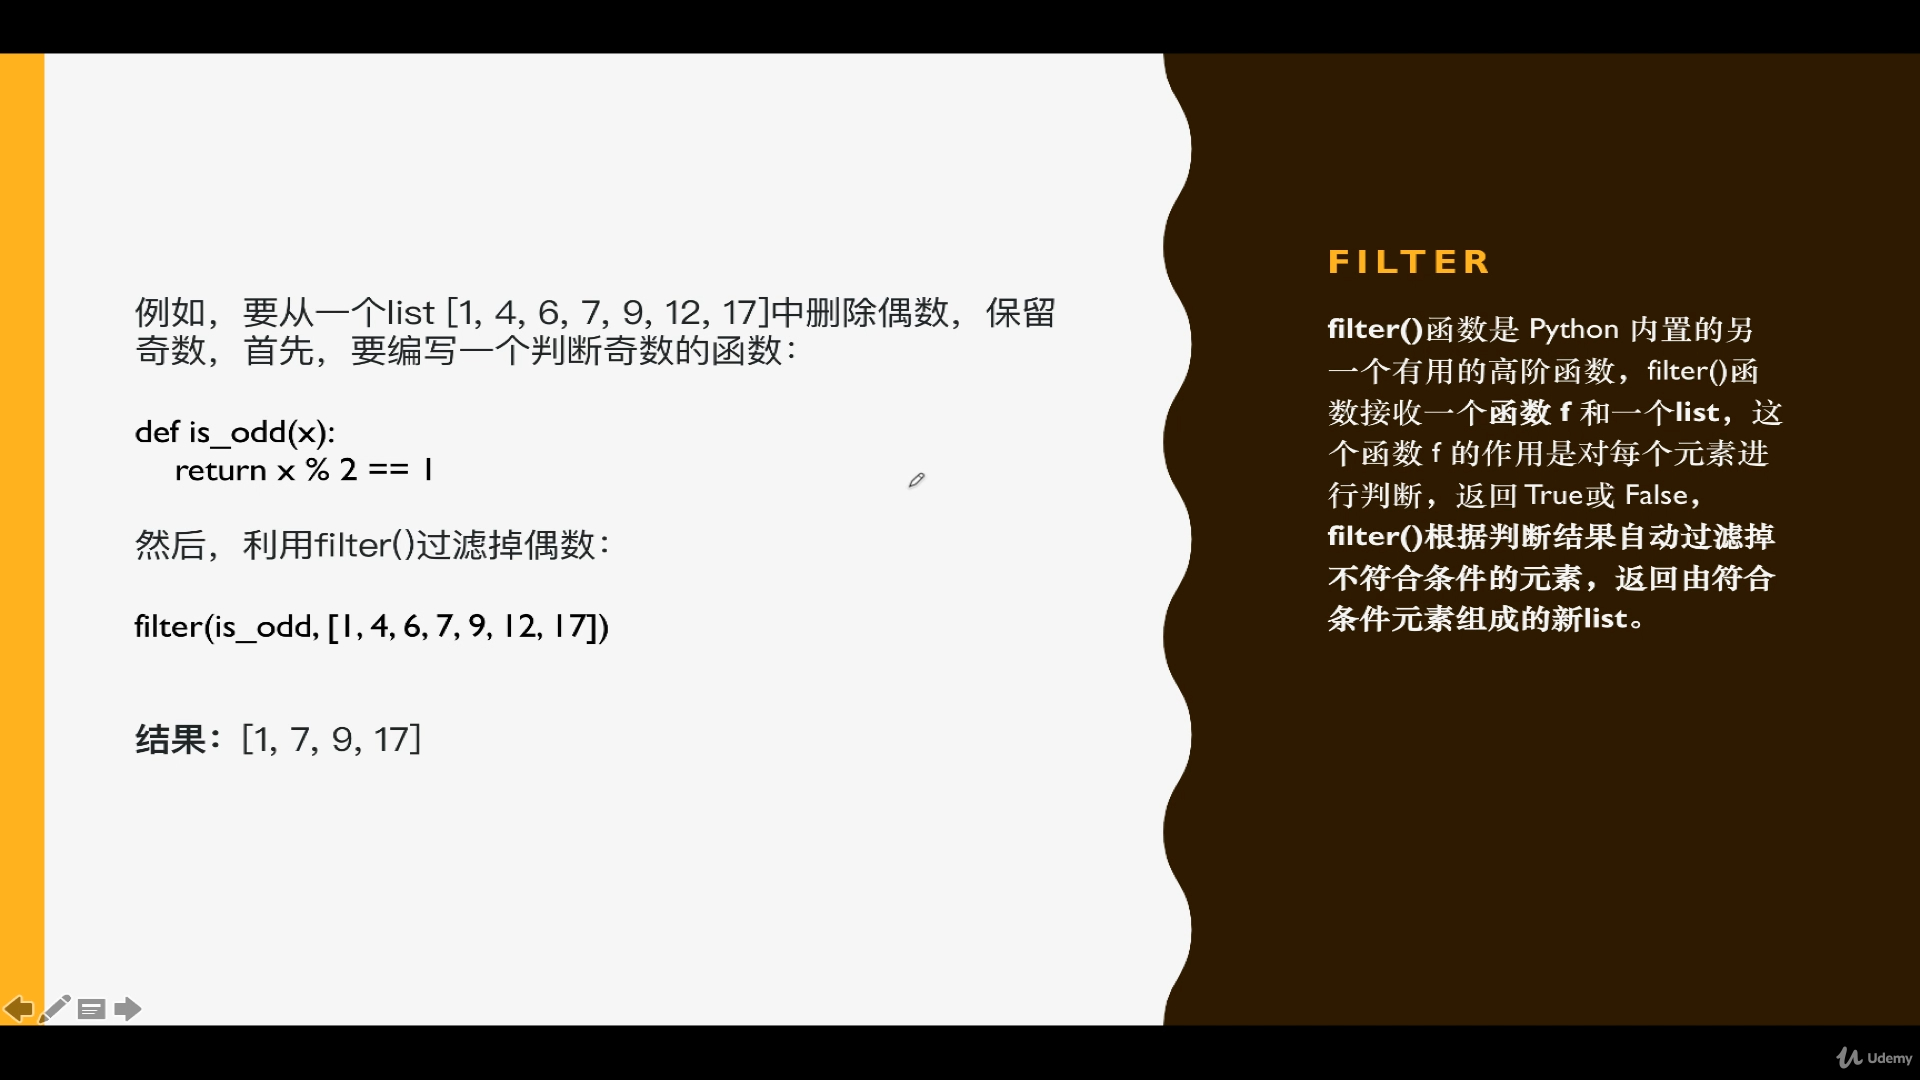 例如，要从一个list [1, 4, 6, 7, 9, 12, 17]中删除偶数，保留
奇数，首先，要编写一个判断奇数的函数：
def is_odd(x):
    return x % 2 == 1
然后，利用filter()过滤掉偶数：
filter(is_odd, [1, 4, 6, 7, 9, 12, 17])
结果：[1, 7, 9, 17]
FILTER
filter()函数是 Python 内置的另
一个有用的高阶函数，filter()函
数接收一个函数 f 和一个list，这
个函数 f 的作用是对每个元素进
行判断，返回 True或 False，
filter()根据判断结果自动过滤掉
不符合条件的元素，返回由符合
条件元素组成的新list。
Udemy